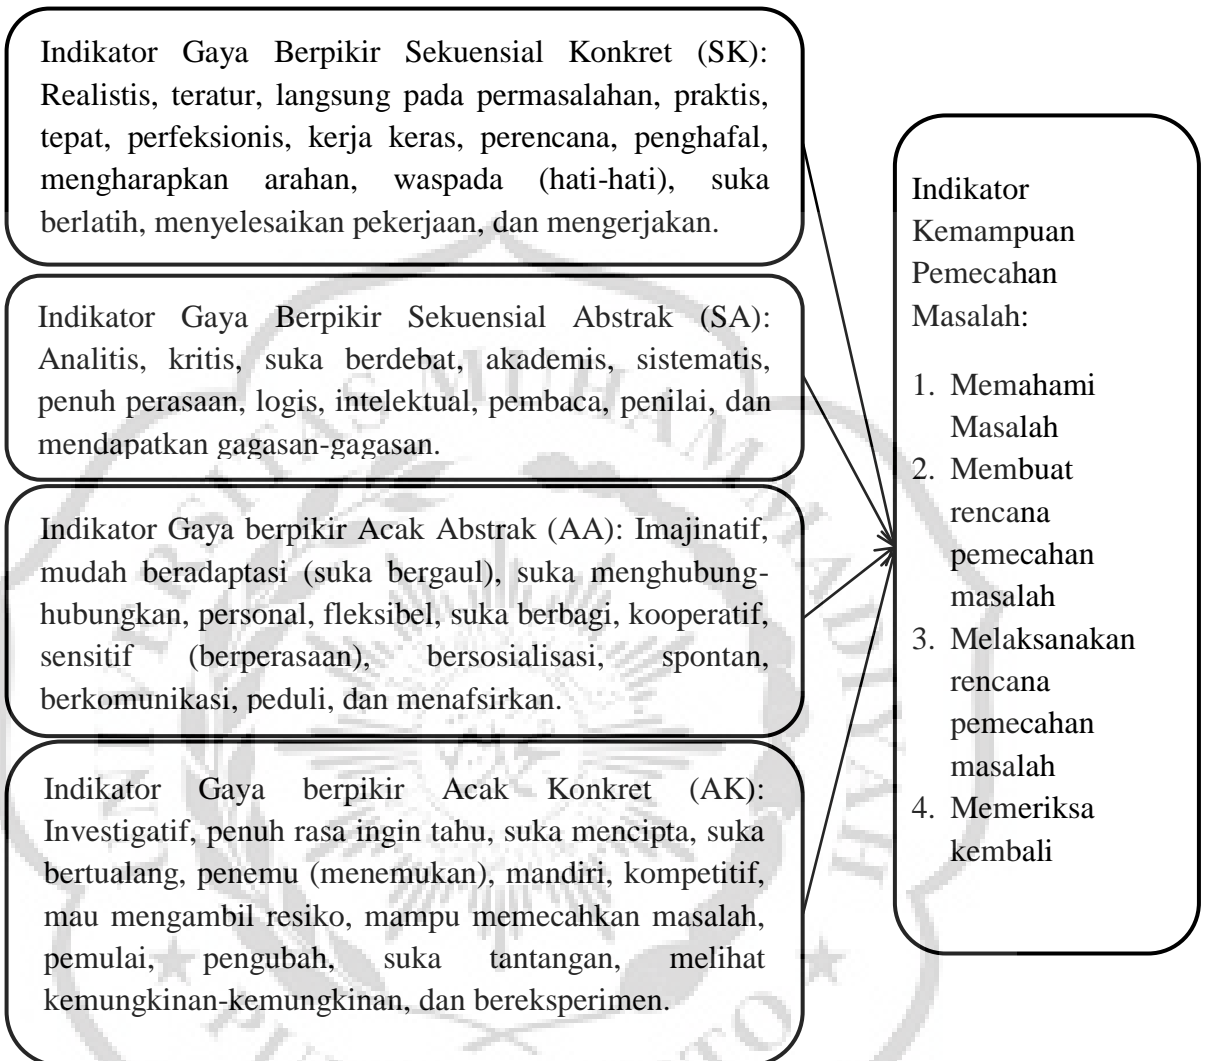 Indikator Gaya Berpikir Sekuensial Konkret (SK):
Realistis, teratur, langsung pada permasalahan, praktis,
tepat, perfeksionis, kerja keras, perencana, penghafal,
mengharapkan arahan, waspada (hati-hati), suka
berlatih, menyelesaikan pekerjaan, dan mengerjakan.
Indikator Gaya Berpikir Sekuensial Abstrak (SA):
Analitis, kritis, suka berdebat, akademis, sistematis,
penuh perasaan, logis, intelektual, pembaca, penilai, dan
mendapatkan gagasan-gagasan.
Indikator Gaya berpikir Acak Abstrak (AA): Imajinatif,
mudah beradaptasi (suka bergaul), suka menghubung-
hubungkan, personal, fleksibel, suka berbagi, kooperatif,
sensitif (berperasaan), bersosialisasi, spontan,
berkomunikasi, peduli, dan menafsirkan.
Indikator Gaya berpikir Acak Konkret (AK):
Investigatif, penuh rasa ingin tahu, suka mencipta, suka
bertualang, penemu (menemukan), mandiri, kompetitif,
mau mengambil resiko, mampu memecahkan masalah,
pemulai, pengubah, suka tantangan, melihat
kemungkinan-kemungkinan, dan bereksperimen.
Indikator
Kemampuan
Pemecahan
Masalah:
1. Memahami
Masalah
2. Membuat
rencana
pemecahan
masalah
3. Melaksanakan
rencana
pemecahan
masalah
4. Memeriksa
kembali